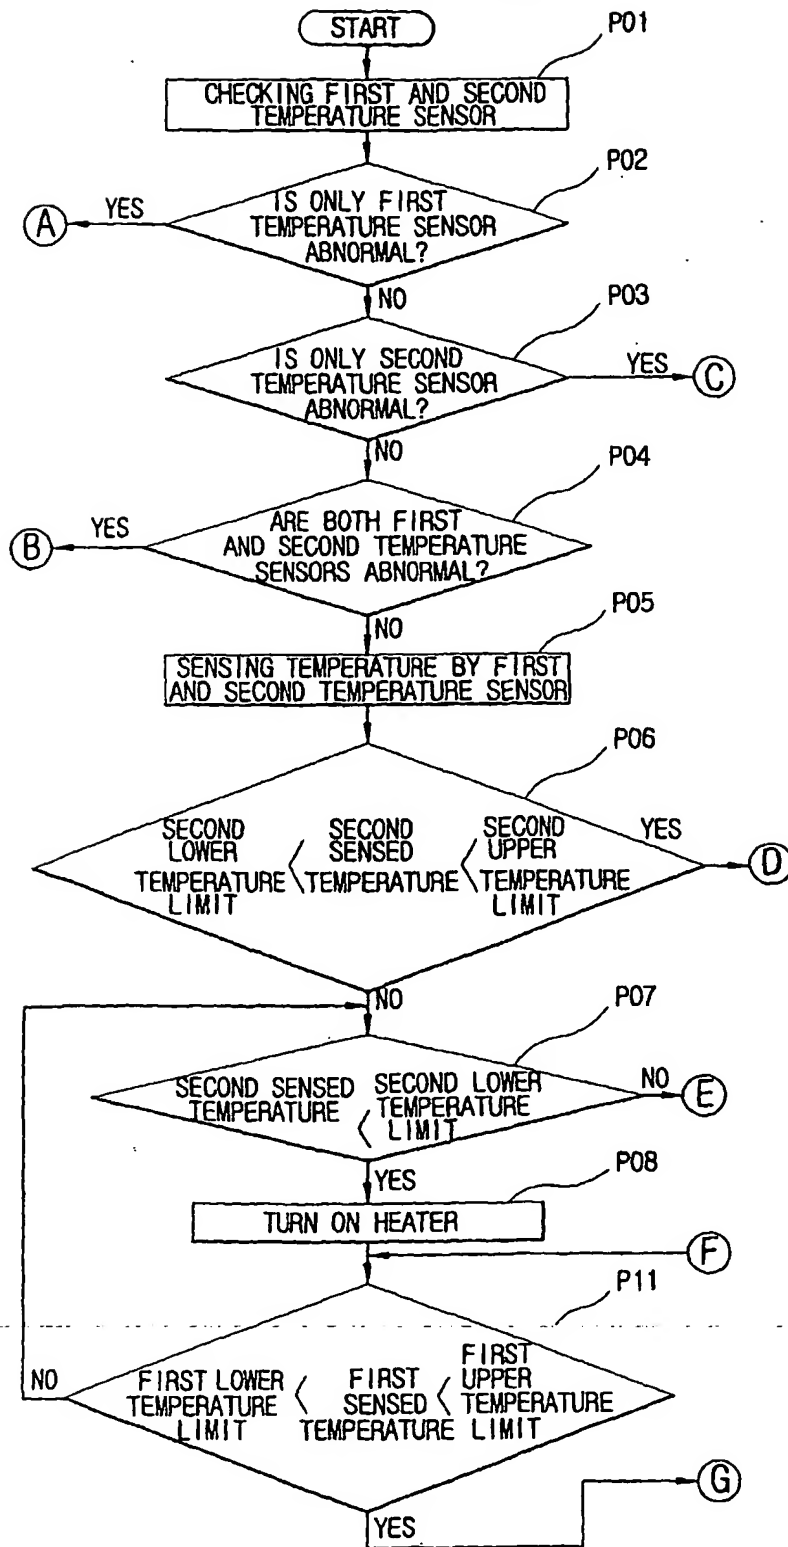 START
P01
CHECKING FIRST AND SECOND
TEMPERATURE SENSOR
P02
IS ONLY FIRST
TEMPERATURE SENSOR
ABNORMAL?
YES
A
NO
P03
IS ONLY SECOND
TEMPERATURE SENSOR
ABNORMAL?
YES
C
NO
P04
ARE BOTH FIRST
AND SECOND TEMPERATURE
SENSORS ABNORMAL?
YES
B
NO
P05
SENSING TEMPERATURE BY FIRST
AND SECOND TEMPERATURE SENSOR
P06
SECOND
LOWER
TEMPERATURE
LIMIT
<
SECOND
SENSED
TEMPERATURE
<
SECOND
UPPER
TEMPERATURE
LIMIT
YES
D
NO
P07
SECOND SENSED
TEMPERATURE
<
SECOND LOWER
TEMPERATURE
LIMIT
NO
E
YES
P08
TURN ON HEATER
F
P11
FIRST LOWER
TEMPERATURE
LIMIT
<
FIRST
SENSED
TEMPERATURE
<
FIRST
UPPER
TEMPERATURE
LIMIT
NO
G
YES